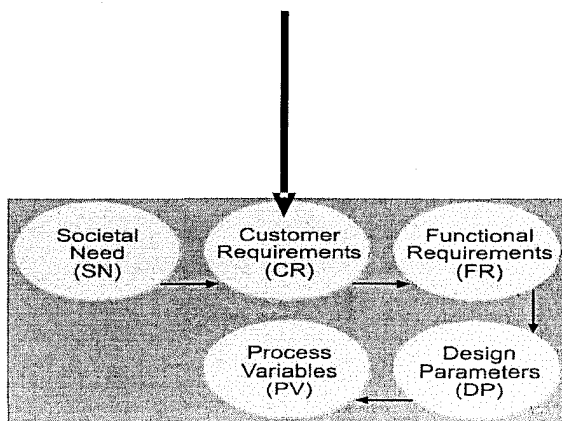 Societal
Need
(SN)
Customer
Requirements
(CR)
Functional
Requirements
(FR)
Process
Variables
(PV)
Design
Parameters
(DP)